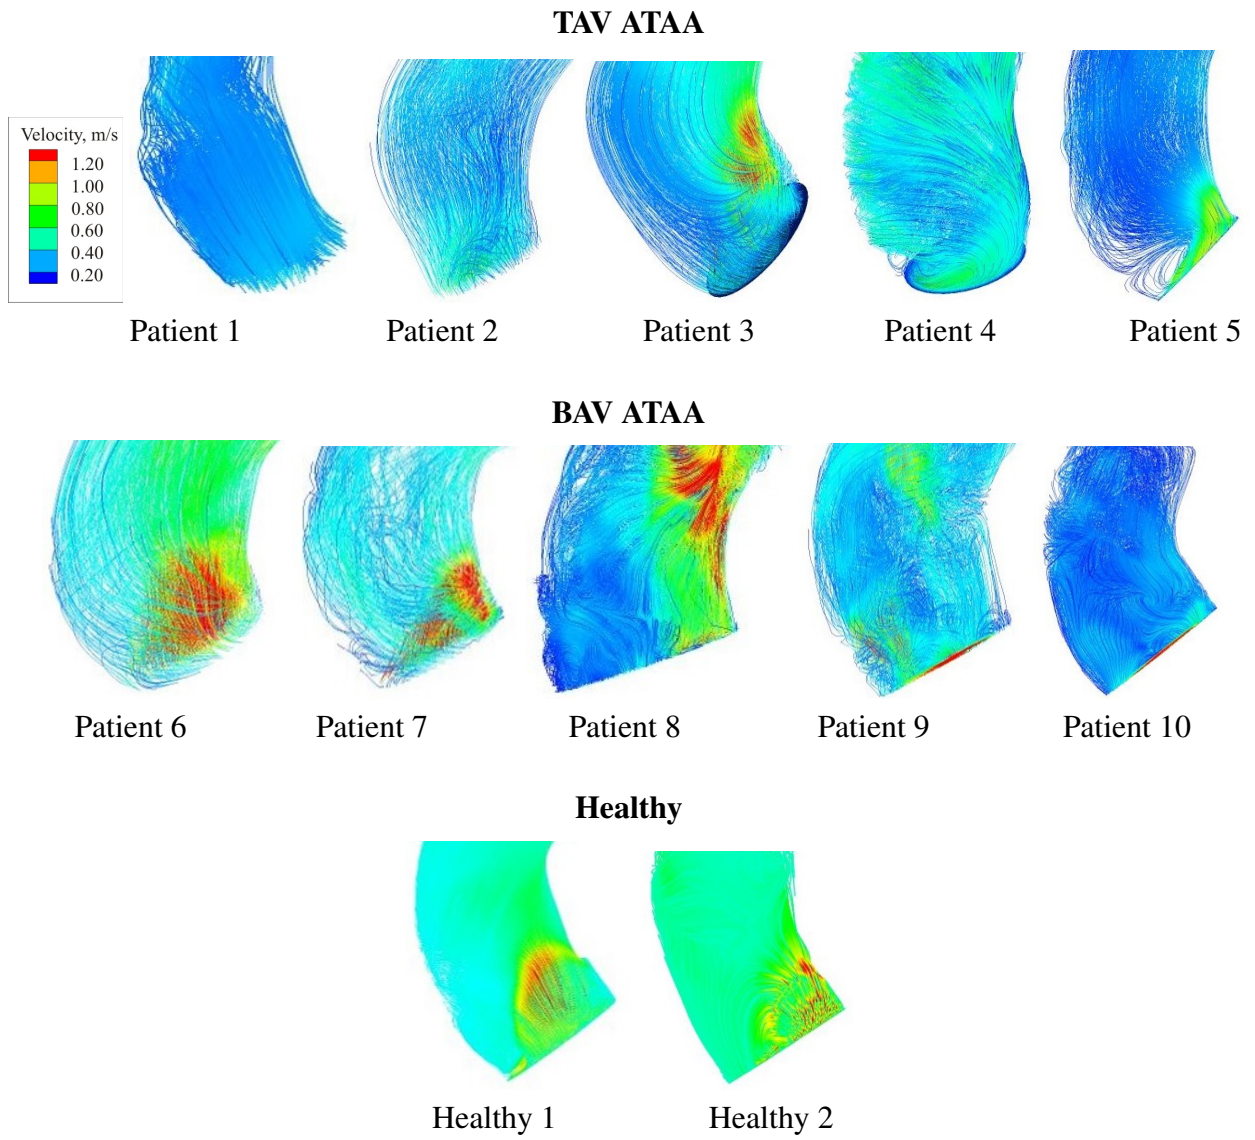 TAV ATAA
Velocity, m/s
1.20
1.00
0.80
0.60
0.40
0.20
Patient 1
Patient 2
Patient 3
Patient 4
Patient 5
BAV ATAA
Patient 6
Patient 7
Patient 8
Patient 9
Patient 10
Healthy
Healthy 1
Healthy 2